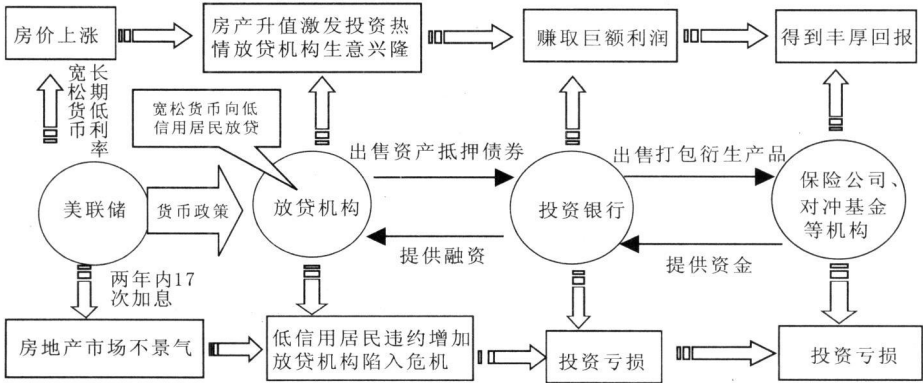 房价上涨
房产升值激发投资热
情放贷机构生意兴隆
赚取巨额利润
得到丰厚回报
宽松货币
长期低利率
宽松货币向低
信用居民放贷
美联储
货币政策
放贷机构
出售资产抵押债券
提供融资
投资银行
出售打包衍生产品
提供资金
保险公司、
对冲基金
等机构
两年内17
次加息
房地产市场不景气
低信用居民违约增加
放贷机构陷入危机
投资亏损
投资亏损